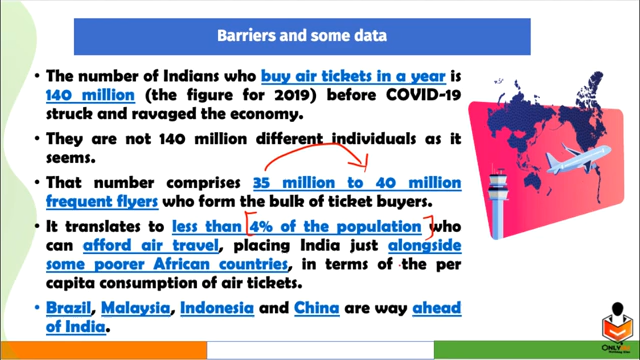 Barriers and some data
• The number of Indians who buy air tickets in a year is
140 million (the figure for 2019) before COVID-19
struck and ravaged the economy.
• They are not 140 million different individuals as it
seems.
• That number comprises 35 million to 40 million
frequent flyers who form the bulk of ticket buyers.
• It translates to less than 4% of the population who
can afford air travel, placing India just alongside
some poorer African countries, in terms of the per
capita consumption of air tickets.
• Brazil, Malaysia, Indonesia and China are way ahead
of India.